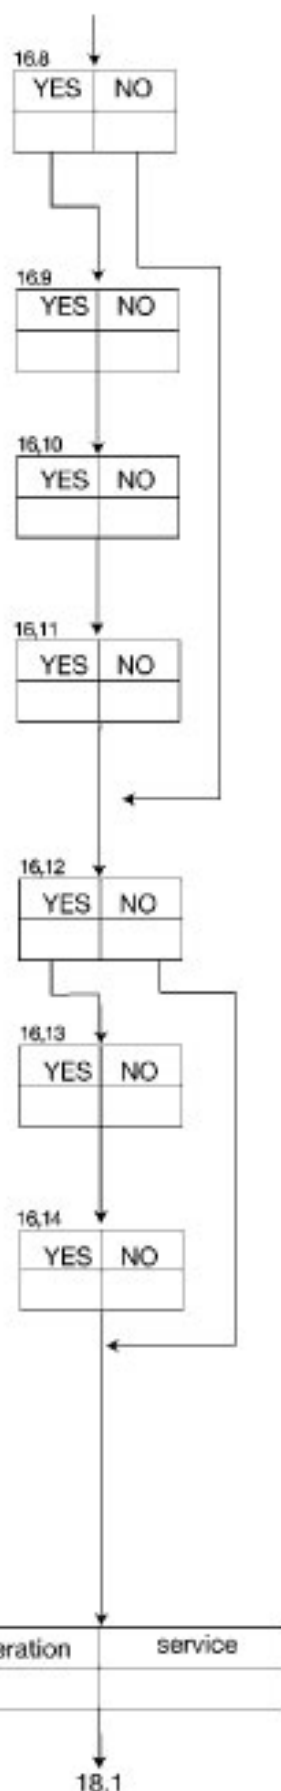 16.8
YES NO
16.9
YES NO
16,10
YES NO
16,11
YES NO
16,12
YES NO
16,13
YES NO
16,14
YES NO
eration service
18.1